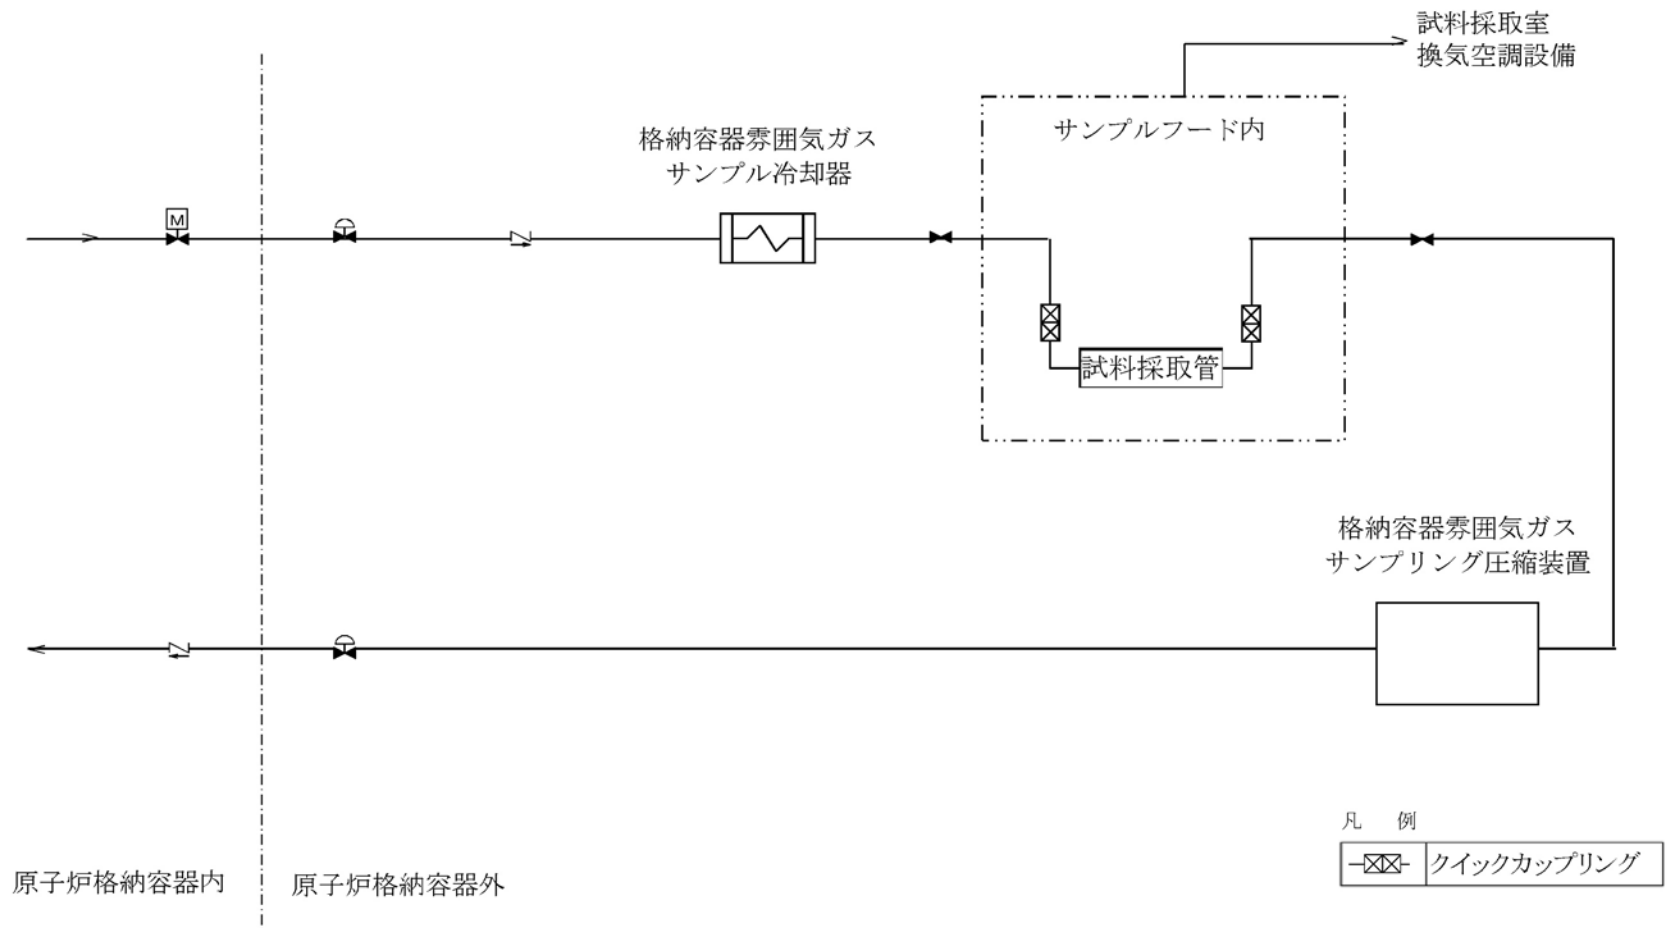 試料採取室
換気空調設備
サンプルフード内
格納容器雰囲気ガス
サンプル冷却器
M
試料採取管
格納容器雰囲気ガス
サンプリング圧縮装置
凡 例
クイックカップリング
原子炉格納容器内
原子炉格納容器外